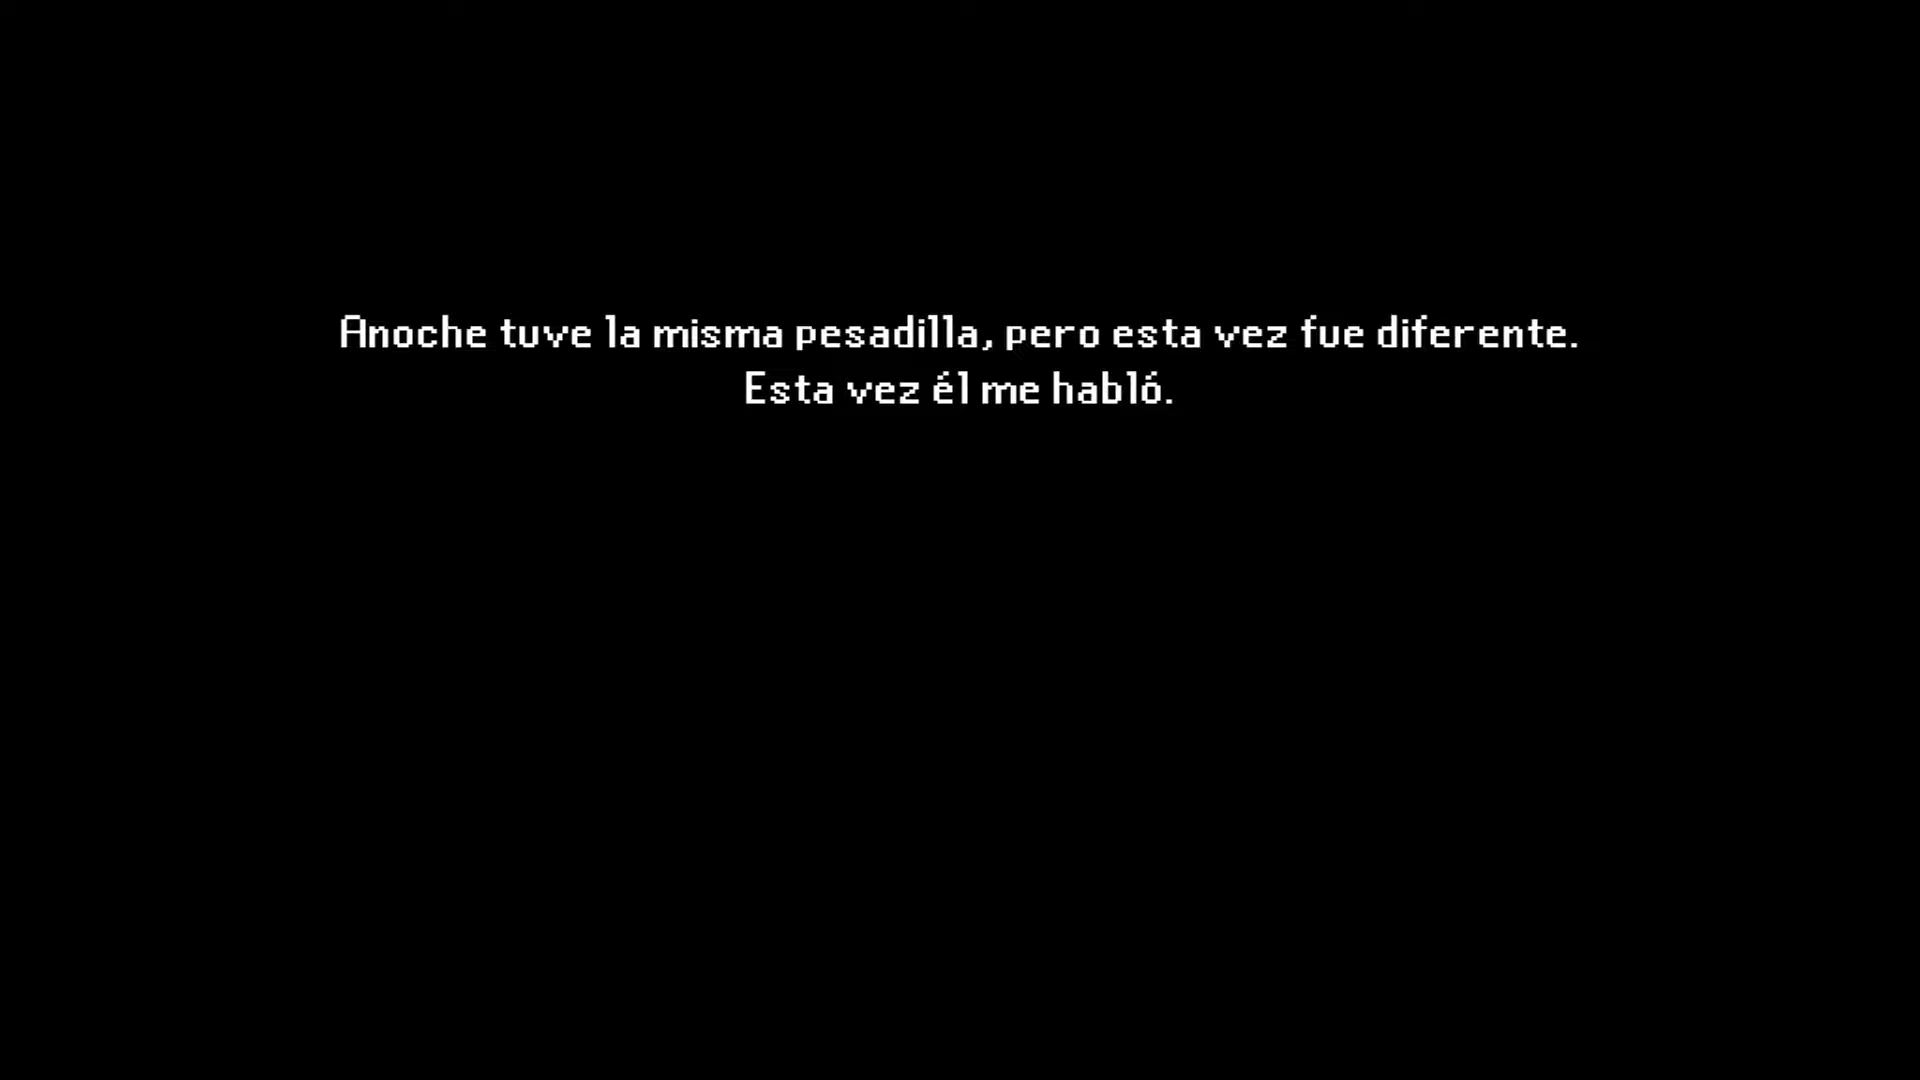 Anoche tuve la misma pesadilla, pero esta vez fue diferente.
Esta vez él me habló.